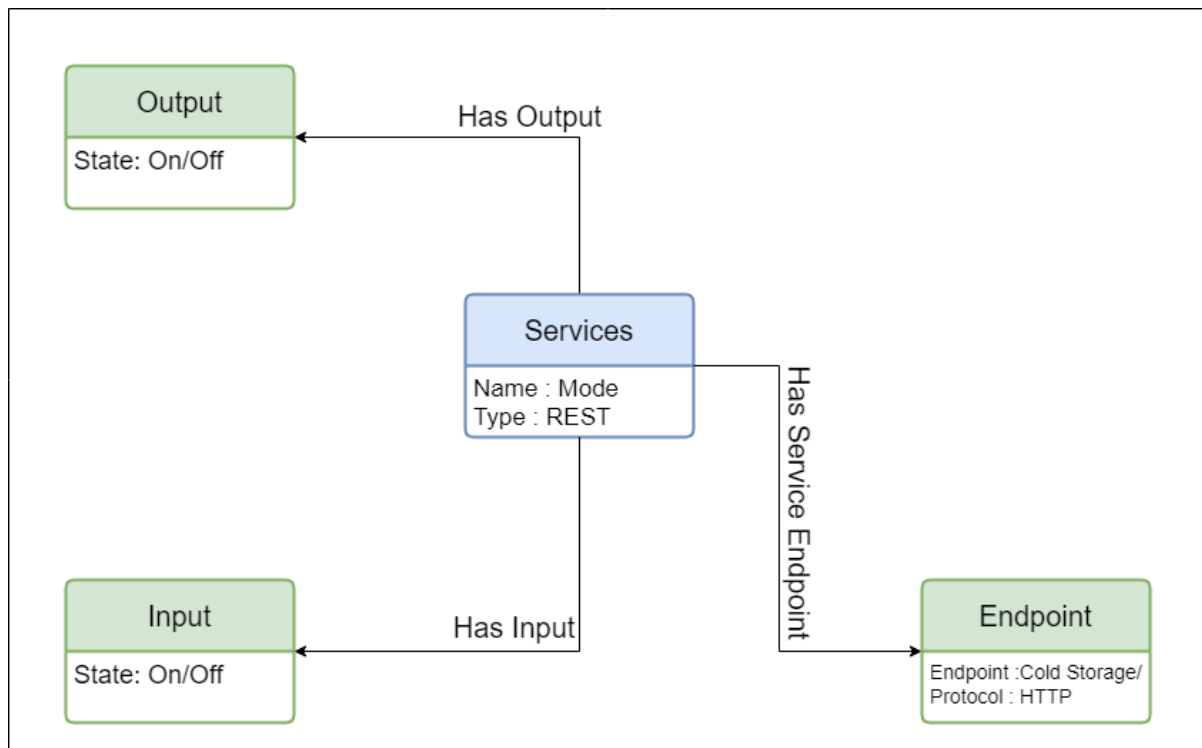 Output
State: On/Off
Has Output
Services
Name : Mode
Type : REST
Has Service Endpoint
Input
State: On/Off
Has Input
Endpoint
Endpoint :Cold Storage/
Protocol : HTTP